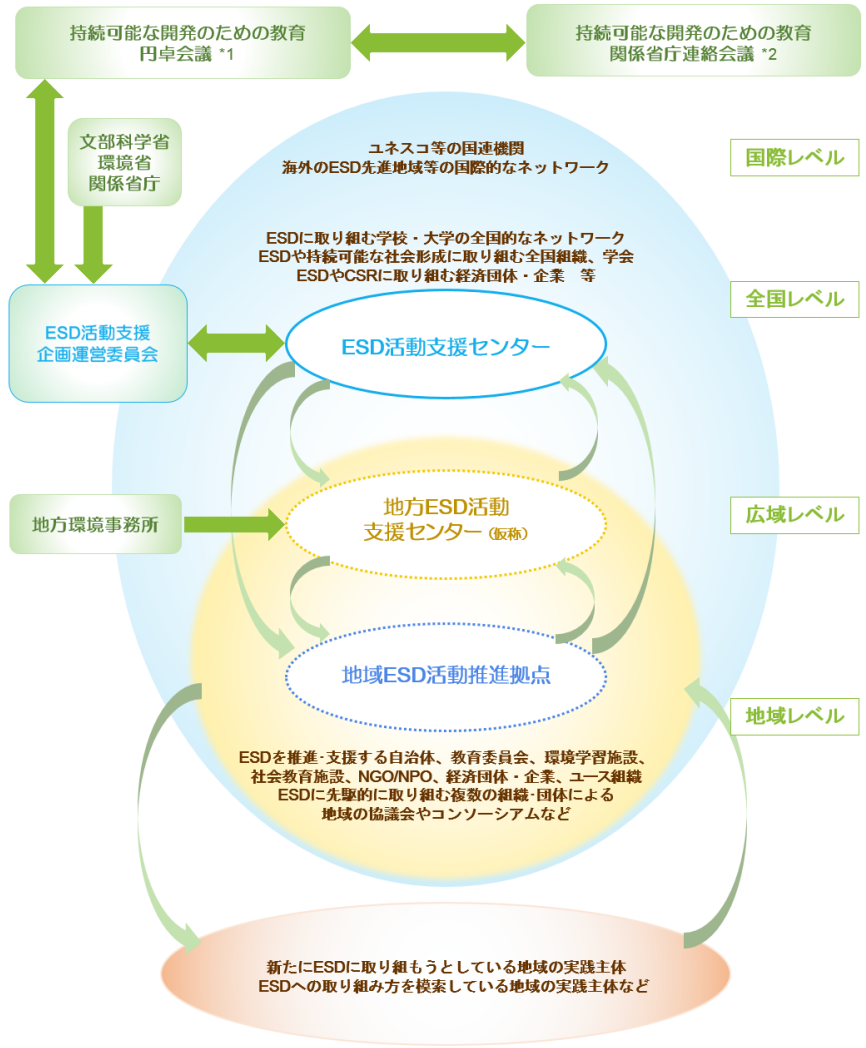 持続可能な開発のための教育
円卓会議 *1
持続可能な開発のための教育
関係省庁連絡会議 *2
文部科学省
環境省
関係省庁
ユネスコ等の国連機関
海外のESD先進地域等の国際的なネットワーク
国際レベル
ESDに取り組む学校・大学の全国的なネットワーク
ESDや持続可能な社会形成に取り組む全国組織、学会
ESDやCSRに取り組む経済団体・企業　等
全国レベル
ESD活動支援
企画運営委員会
ESD活動支援センター
地方環境事務所
地方ESD活動
支援センター（仮称）
広域レベル
地域ESD活動推進拠点
地域レベル
ESDを推進・支援する自治体、教育委員会、環境学習施設、
社会教育施設、NGO/NPO、経済団体・企業、ユース組織
ESDに先駆的に取り組む複数の組織・団体による
地域の協議会やコンソーシアムなど
新たにESDに取り組もうとしている地域の実践主体
ESDへの取り組み方を模索している地域の実践主体など